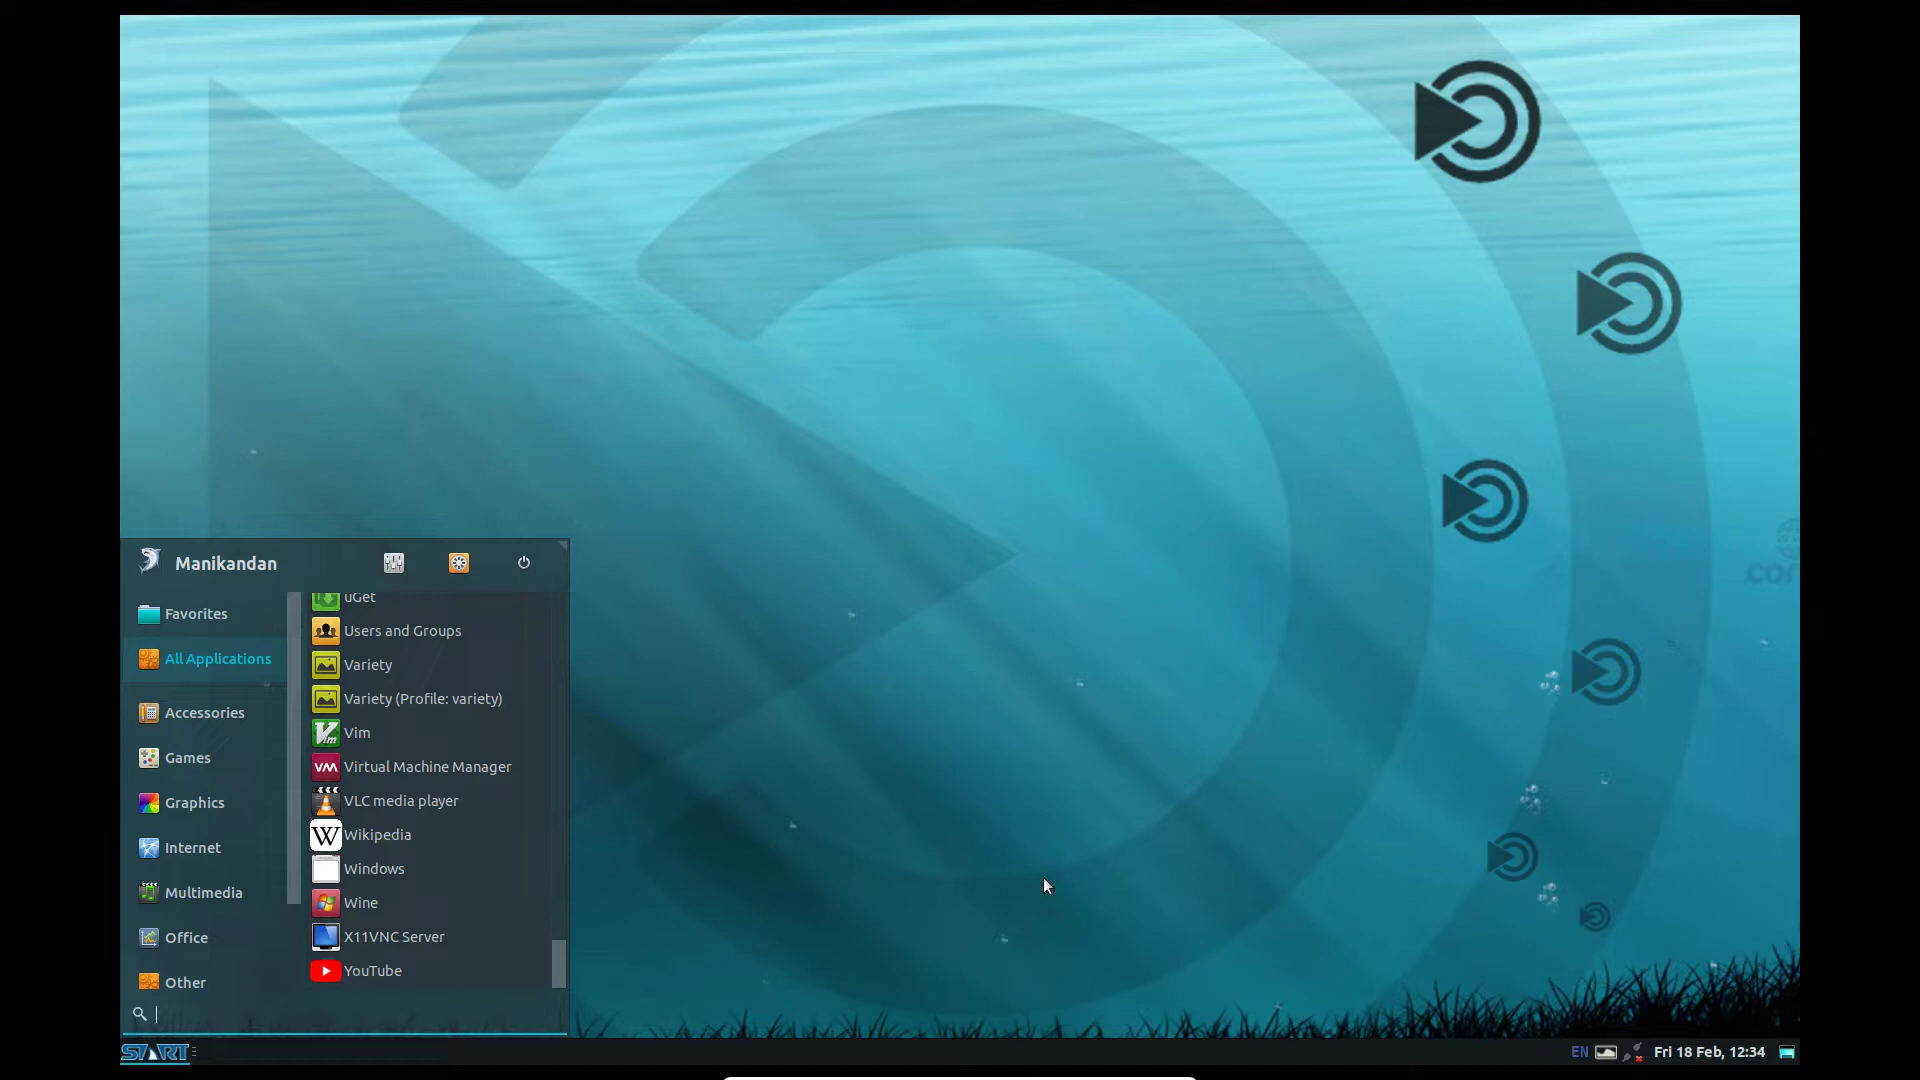 Manikandan
Favorites
All Applications
Accessories
Games
Graphics
Internet
Multimedia
Office
Other
uGet
Users and Groups
Variety
Variety (Profile: variety)
Vim
Virtual Machine Manager
VLC media player
Wikipedia
Windows
Wine
X11VNC Server
YouTube
START
EN
Fri 18 Feb, 12:34